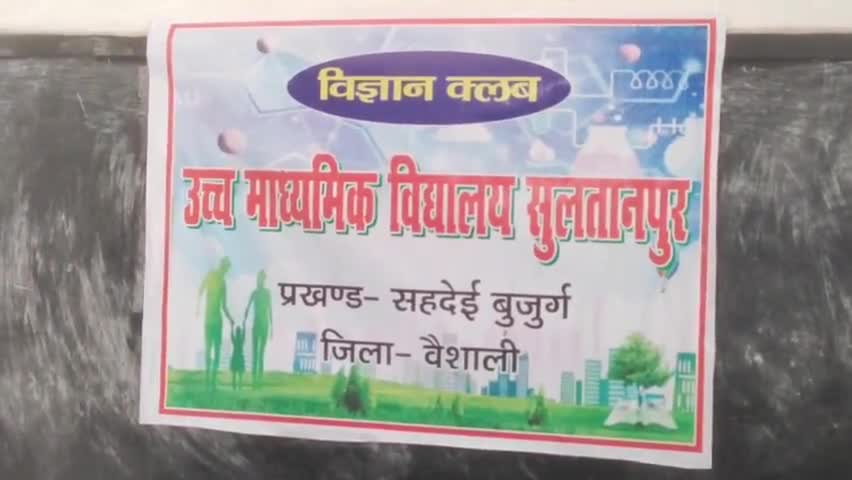 विज्ञान क्लब
उच्च माध्यमिक विद्यालय सुलतानपुर
प्रखण्ड- सहदेई बुजुर्ग
जिला- वैशाली